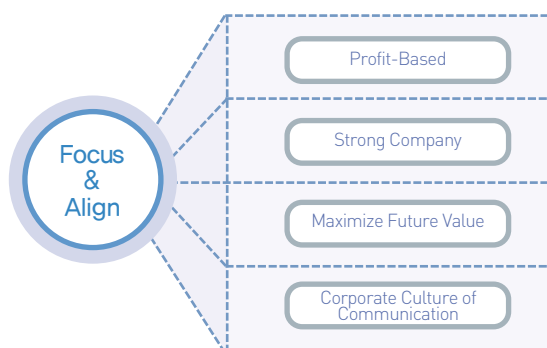 Focus
&
Align
Profit-Based
Strong Company
Maximize Future Value
Corporate Culture of
Communication